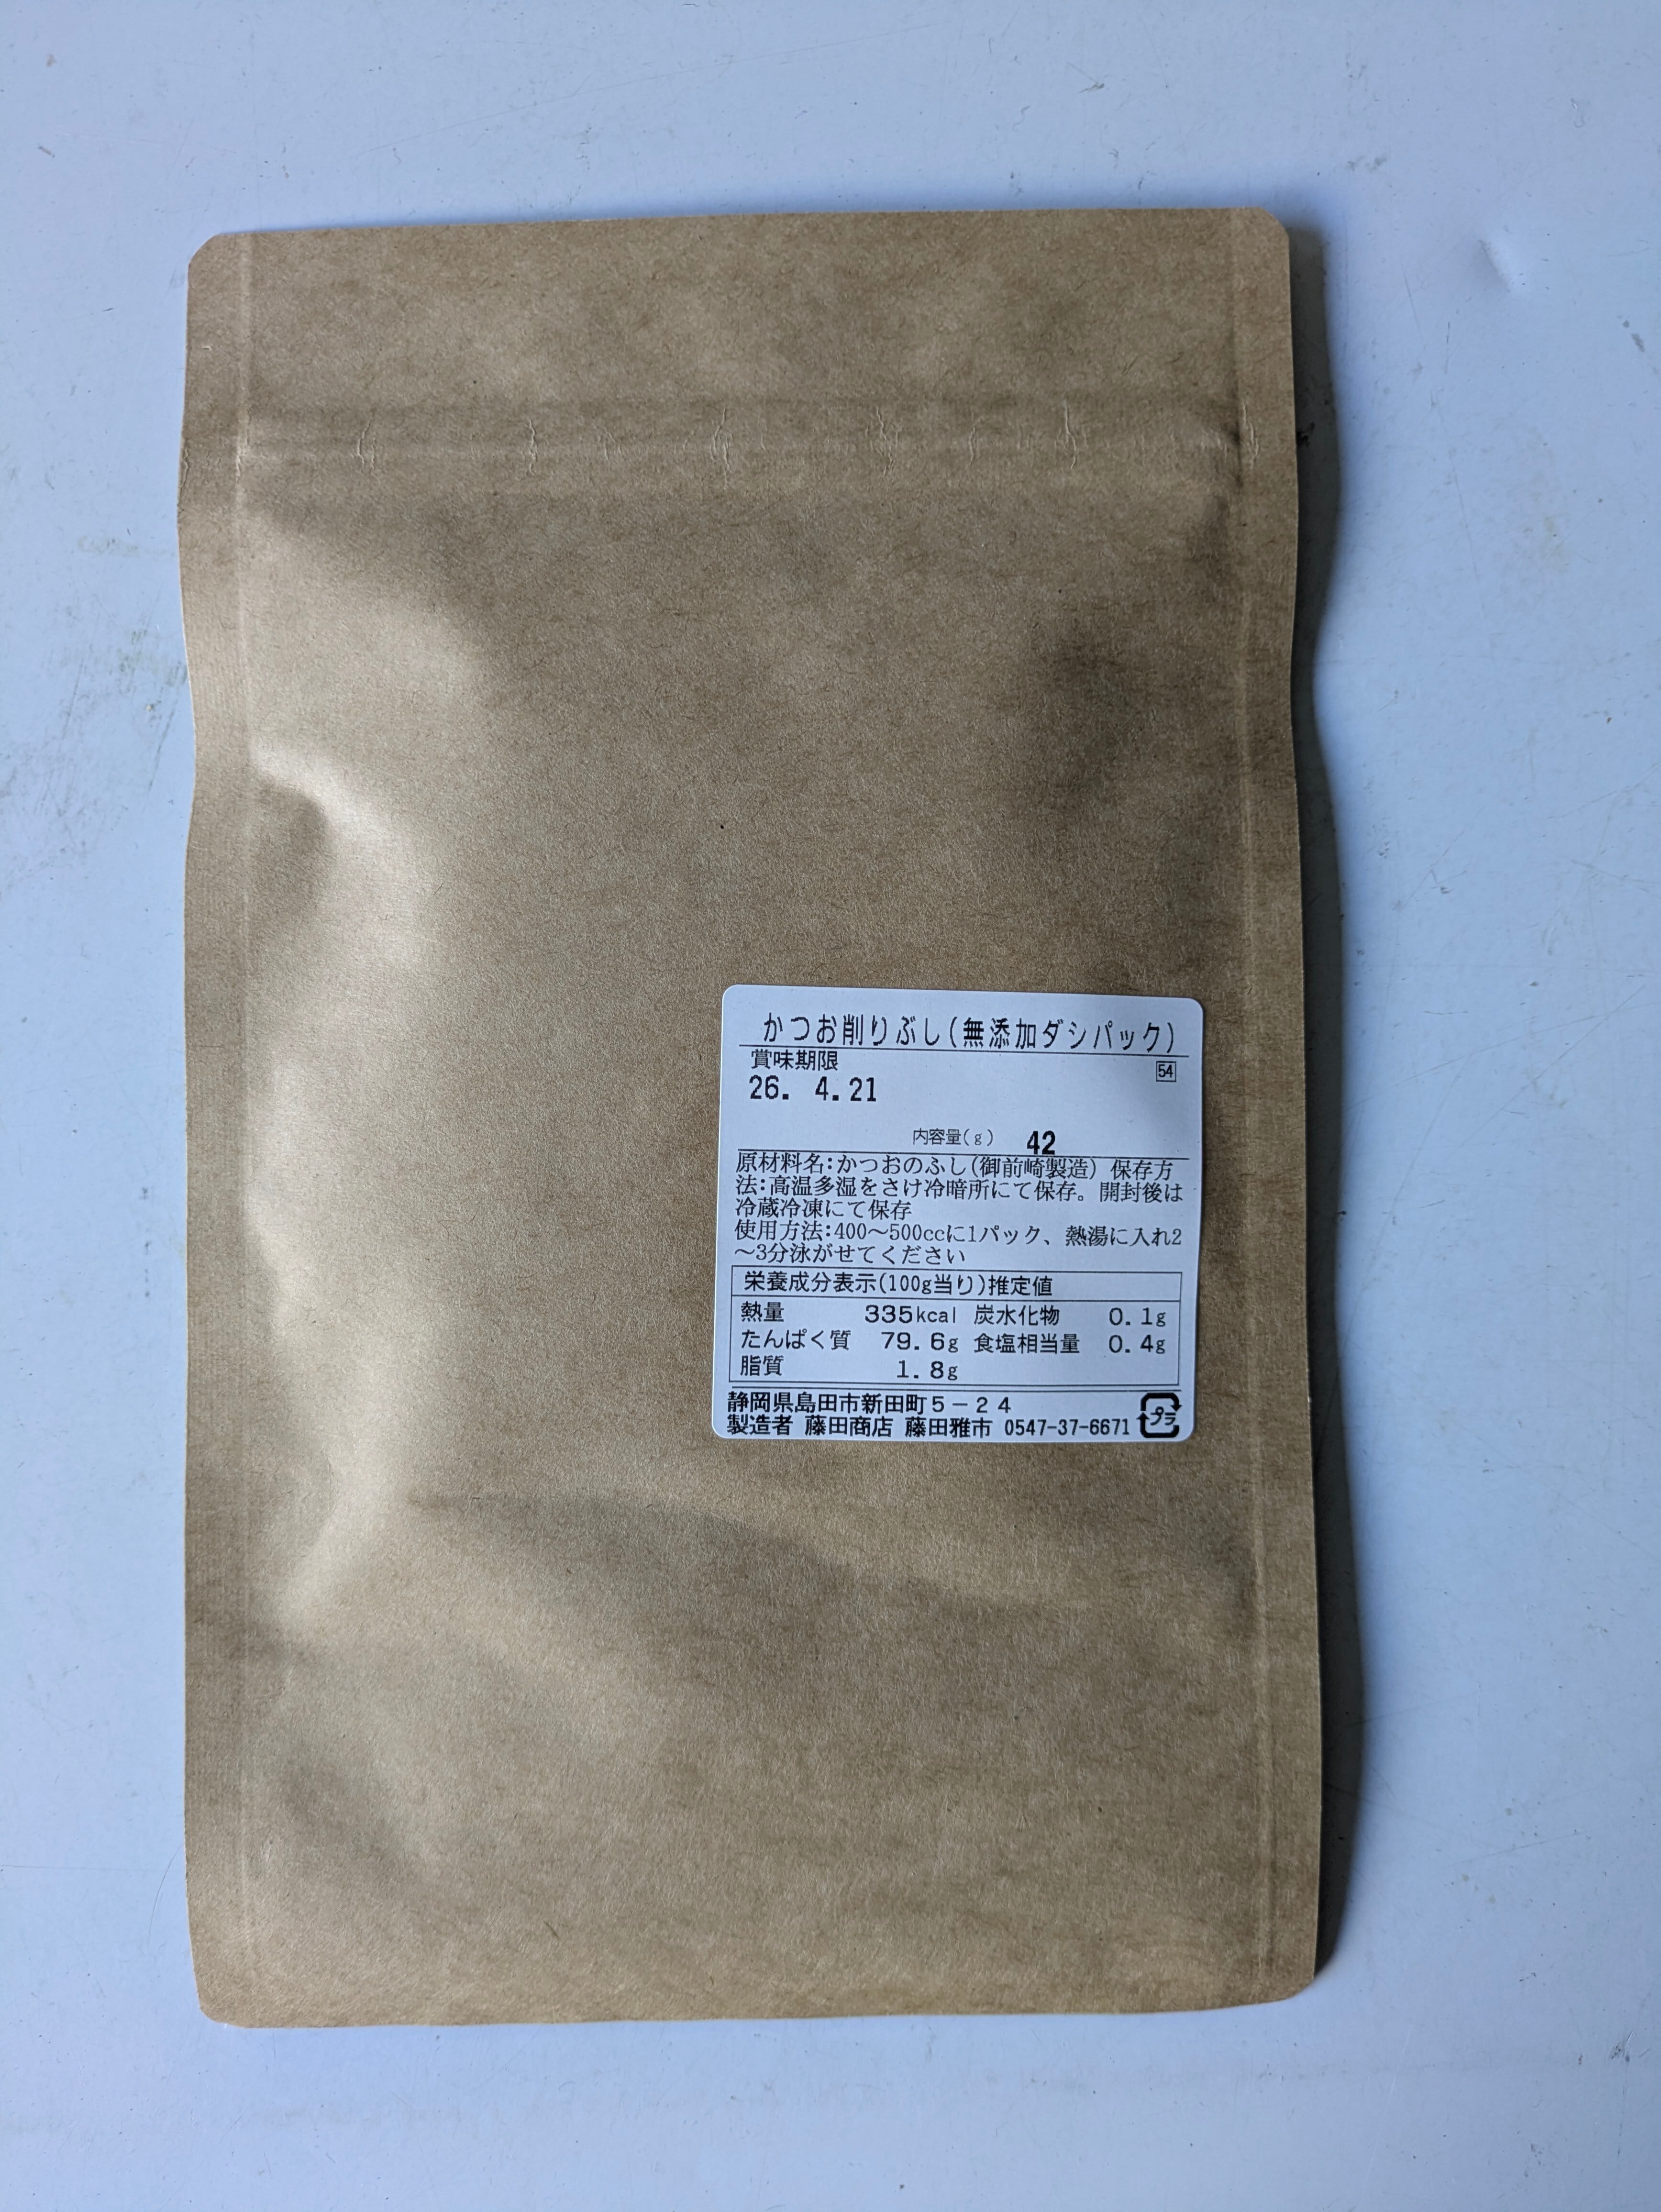 かつお削りぶし(無添加ダシパック)
賞味期限
54
26. 4.21
内容量(g) 42
原材料名:かつおのふし(御前崎製造) 保存方
法:高温多湿をさけ冷暗所にて保存。開封後は
冷蔵冷凍にて保存
使用方法:400〜500ccに1パック、熱湯に入れ2
〜3分泳がせてください
栄養成分表示(100g当り)推定値
熱量 335kcal 炭水化物 0.1g
たんぱく質 79.6g 食塩相当量 0.4g
脂質 1.8g
静岡県島田市新田町5-24
製造者 藤田商店 藤田雅市 0547-37-6671
プラ